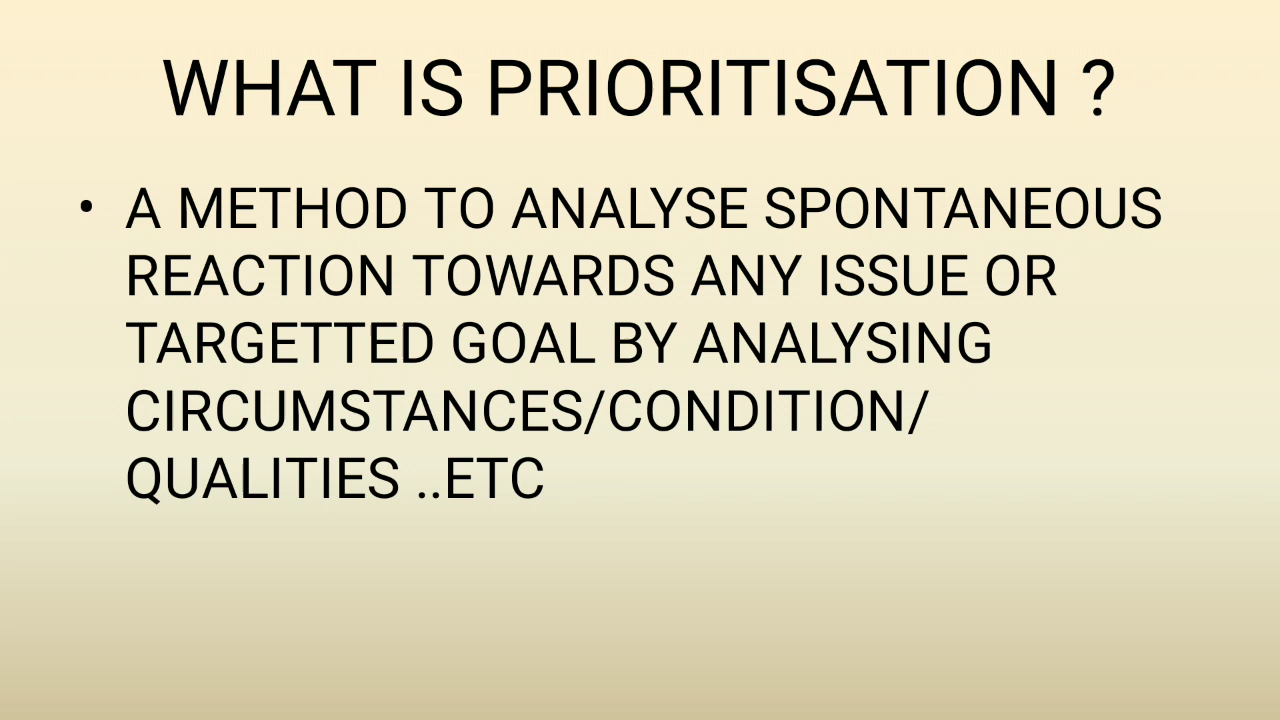 WHAT IS PRIORITISATION ?
• A METHOD TO ANALYSE SPONTANEOUS
REACTION TOWARDS ANY ISSUE OR
TARGETTED GOAL BY ANALYSING
CIRCUMSTANCES/CONDITION/
QUALITIES ..ETC